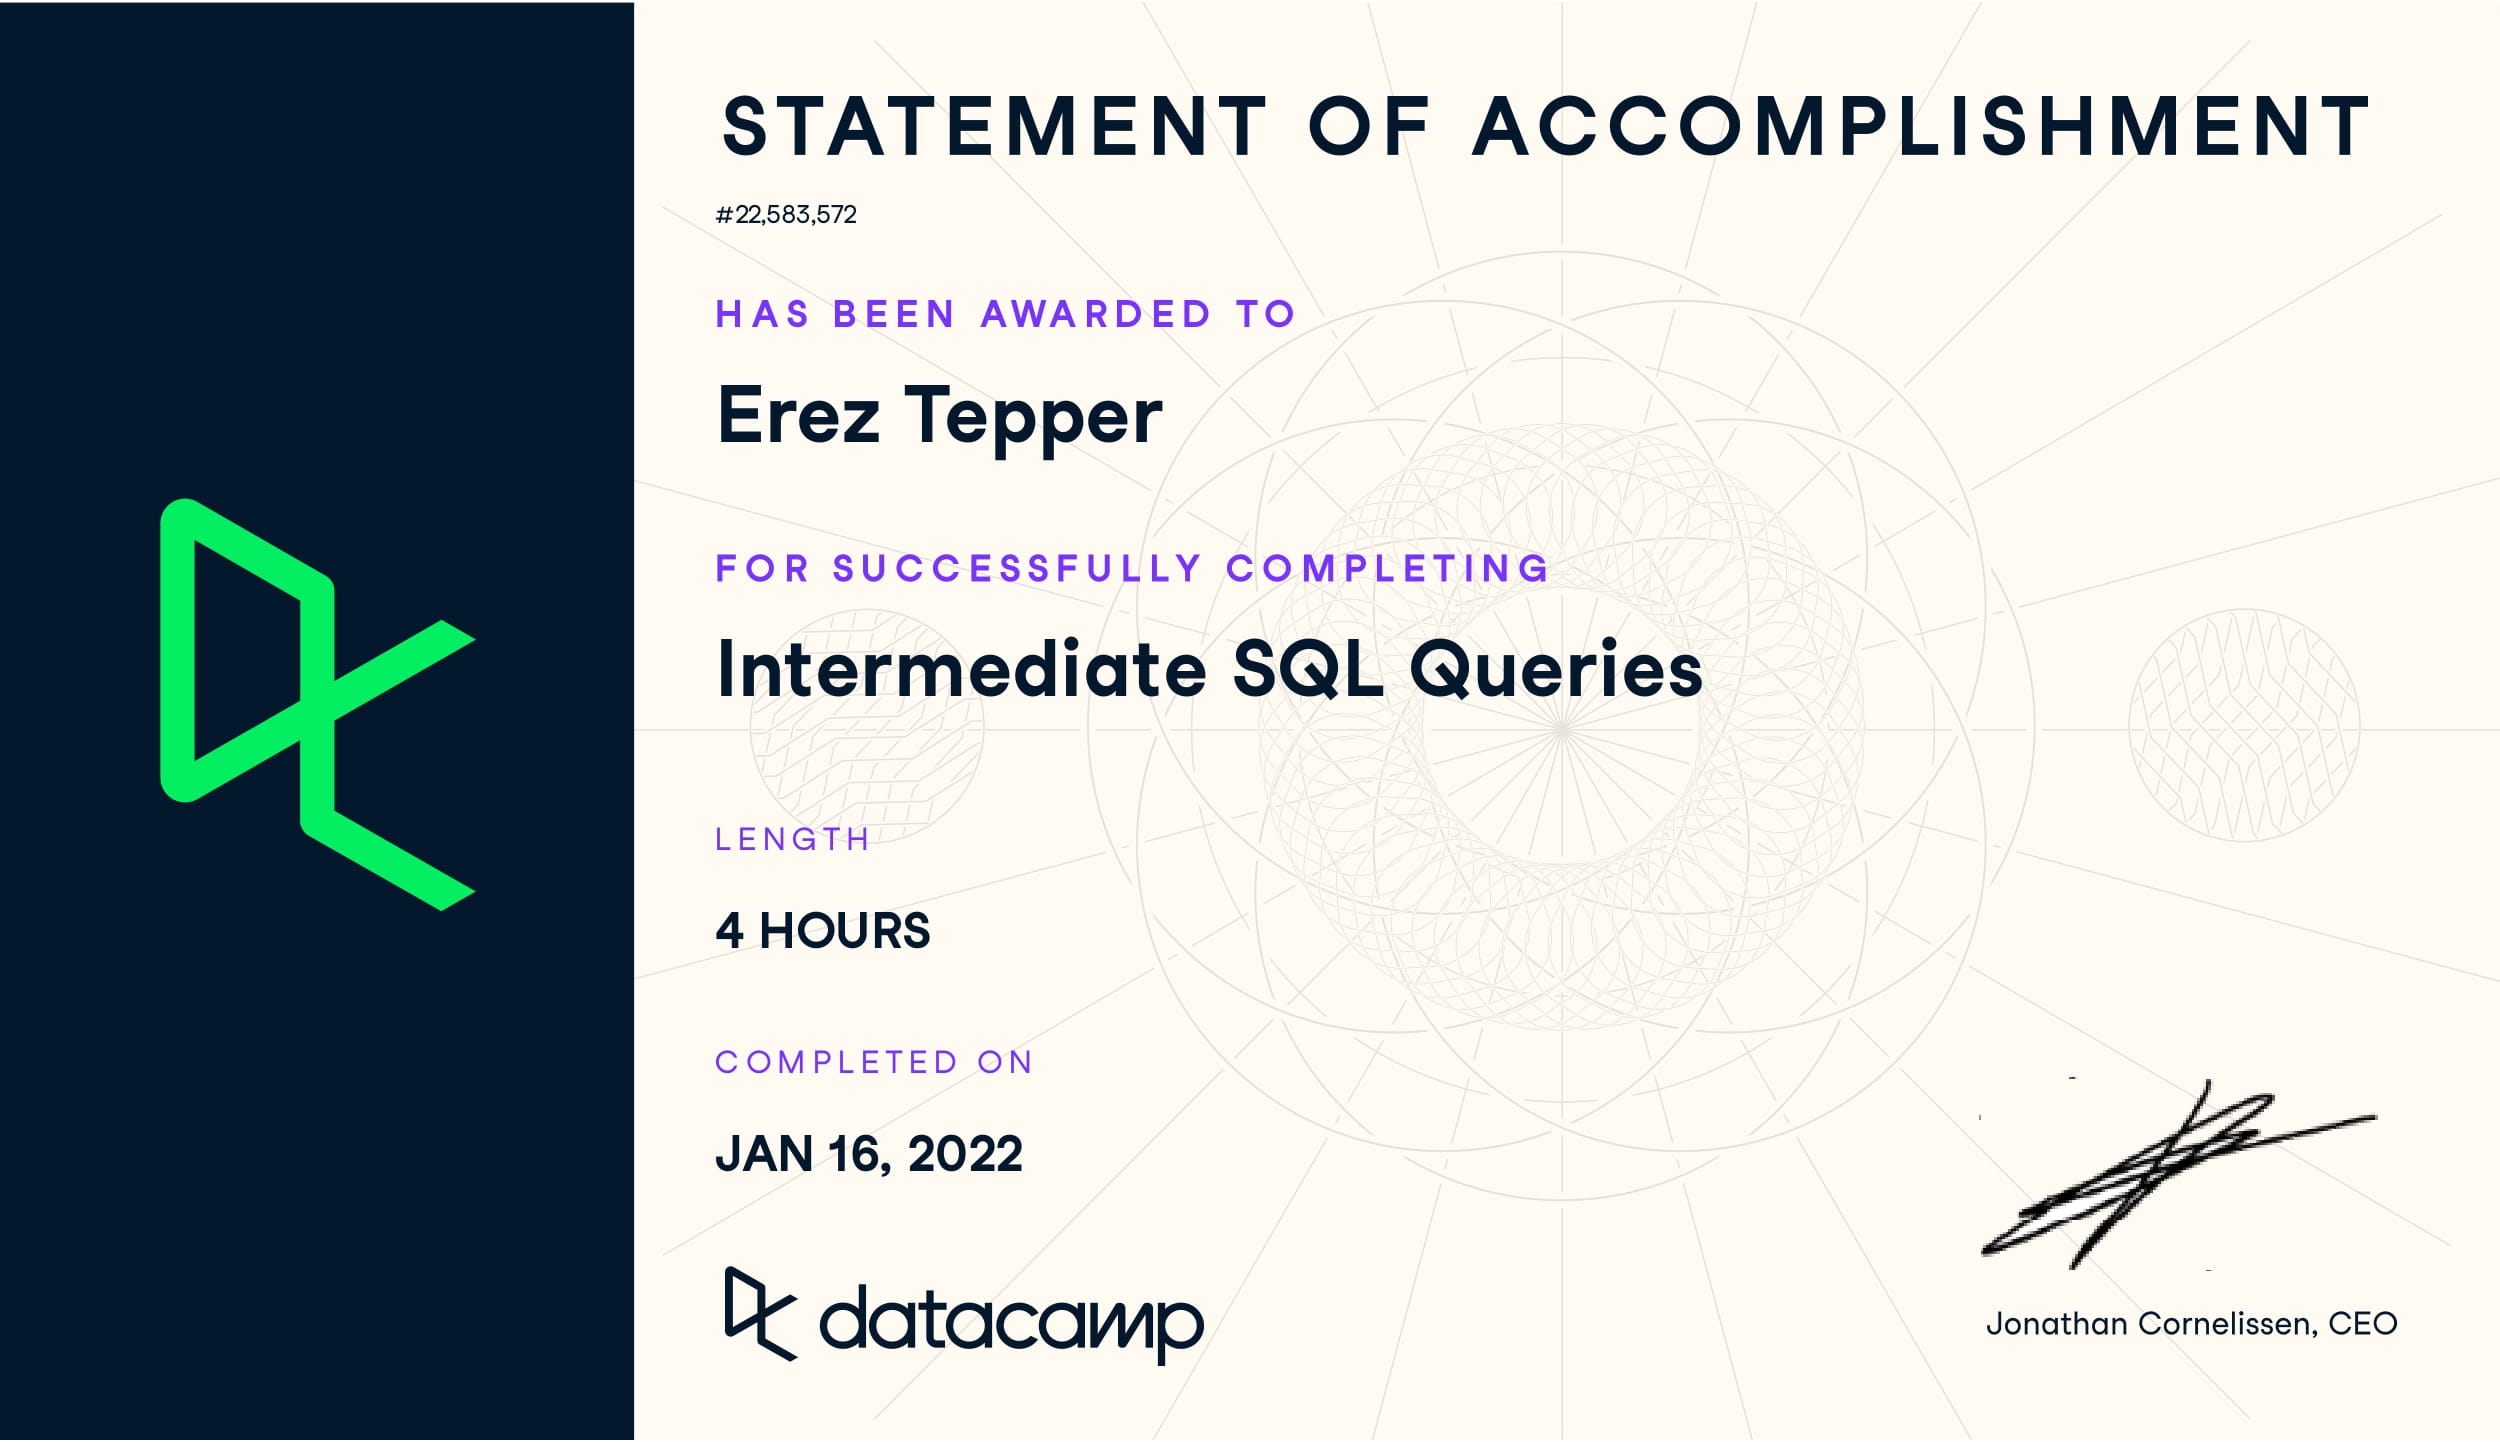 STATEMENT OF ACCOMPLISHMENT
#22,583,572
HAS BEEN AWARDED TO
Erez Tepper
FOR SUCCESSFULLY COMPLETING
Intermediate SQL Queries
LENGTH
4 HOURS
COMPLETED ON
JAN 16, 2022
datacamp
Jonathan Cornelissen, CEO